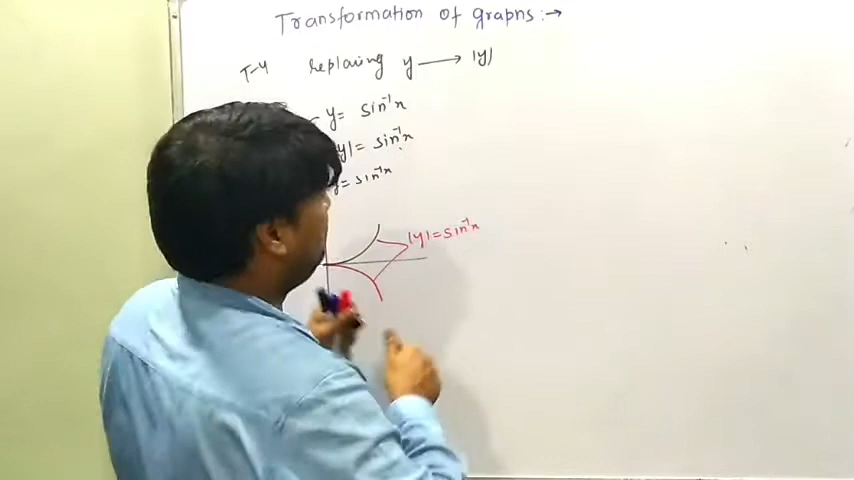 Transformation of graphs:→
T-4 replacing y → |y|
y = sin⁻¹x
|y| = sin⁻¹x
y = sin⁻¹x
|y| = sin⁻¹x